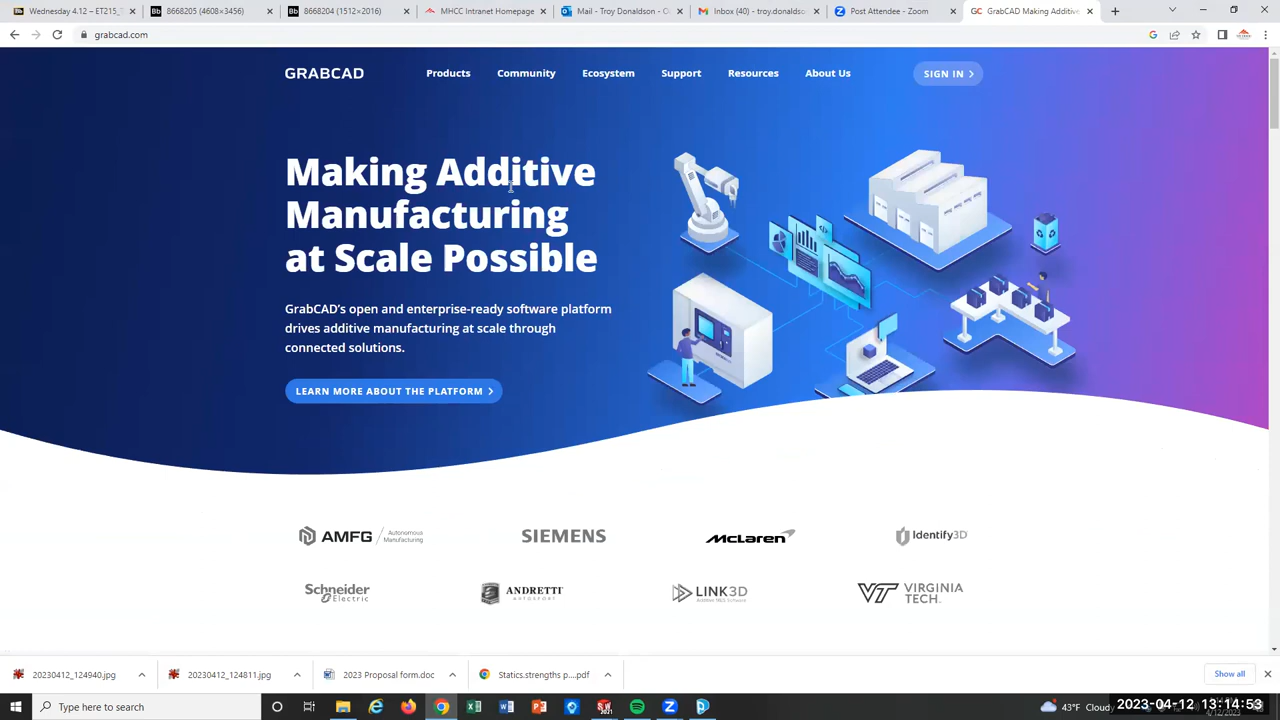 Wednesday 4.12 – ET215_
8668205 (4608×3456)
8668204 (1512×2016)
MHCC Intranet Homepage
Mail - Troy Donaldson - O
Inbox (40) - troy.donaldso
Post Attendee - Zoom
GrabCAD Making Additive
grabcad.com
GRABCAD
Products
Community
Ecosystem
Support
Resources
About Us
SIGN IN
Making Additive
Manufacturing
at Scale Possible
GrabCAD's open and enterprise-ready software platform
drives additive manufacturing at scale through
connected solutions.
LEARN MORE ABOUT THE PLATFORM
AMFG Autonomous
Manufacturing
SIEMENS
McLaren
Identify3D
Schneider
Electric
ANDRETTI
AUTOSPORT
LINK3D
VIRGINIA
TECH.
20230412_124940.jpg
20230412_124811.jpg
2023 Proposal form.doc
Statics.strengths p....pdf
Show all
Type here to search
43°F Cloudy
2023-04-12 13:14:53